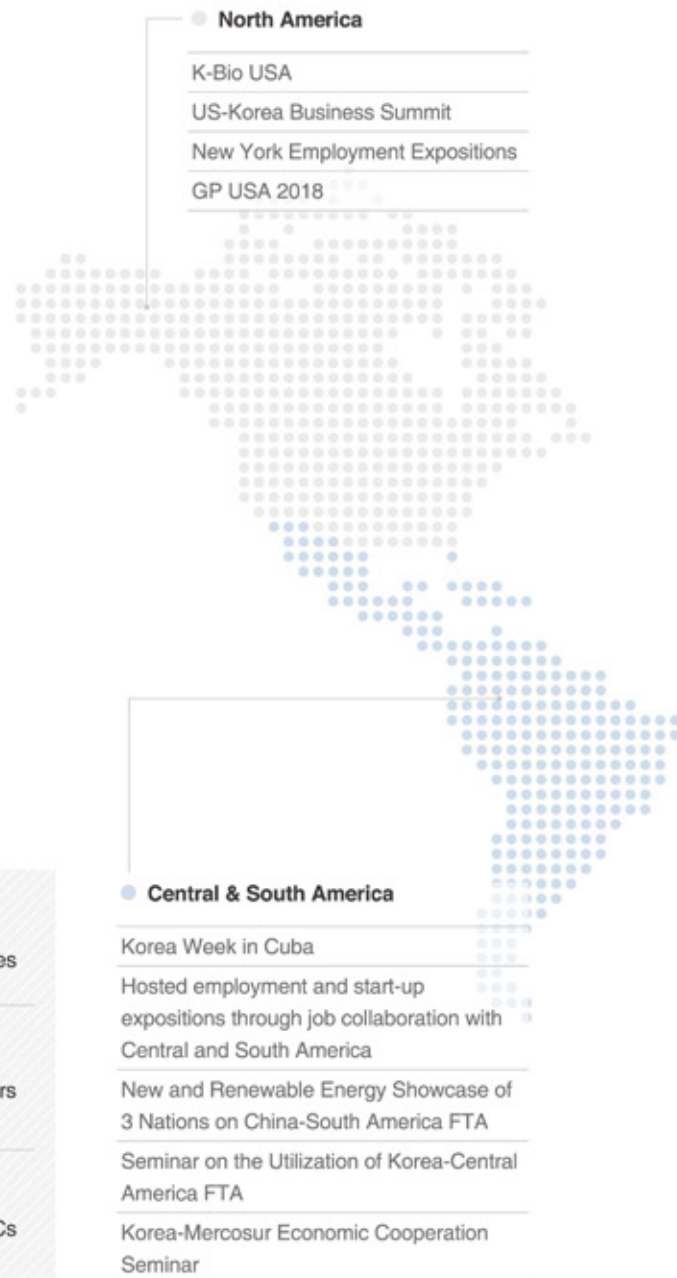 North America
K-Bio USA
US-Korea Business Summit
New York Employment Expositions
GP USA 2018
Central & South America
Korea Week in Cuba
Hosted employment and start-up
expositions through job collaboration with
Central and South America
New and Renewable Energy Showcase of
3 Nations on China-South America FTA
Seminar on the Utilization of Korea-Central
America FTA
Korea-Mercosur Economic Cooperation
Seminar